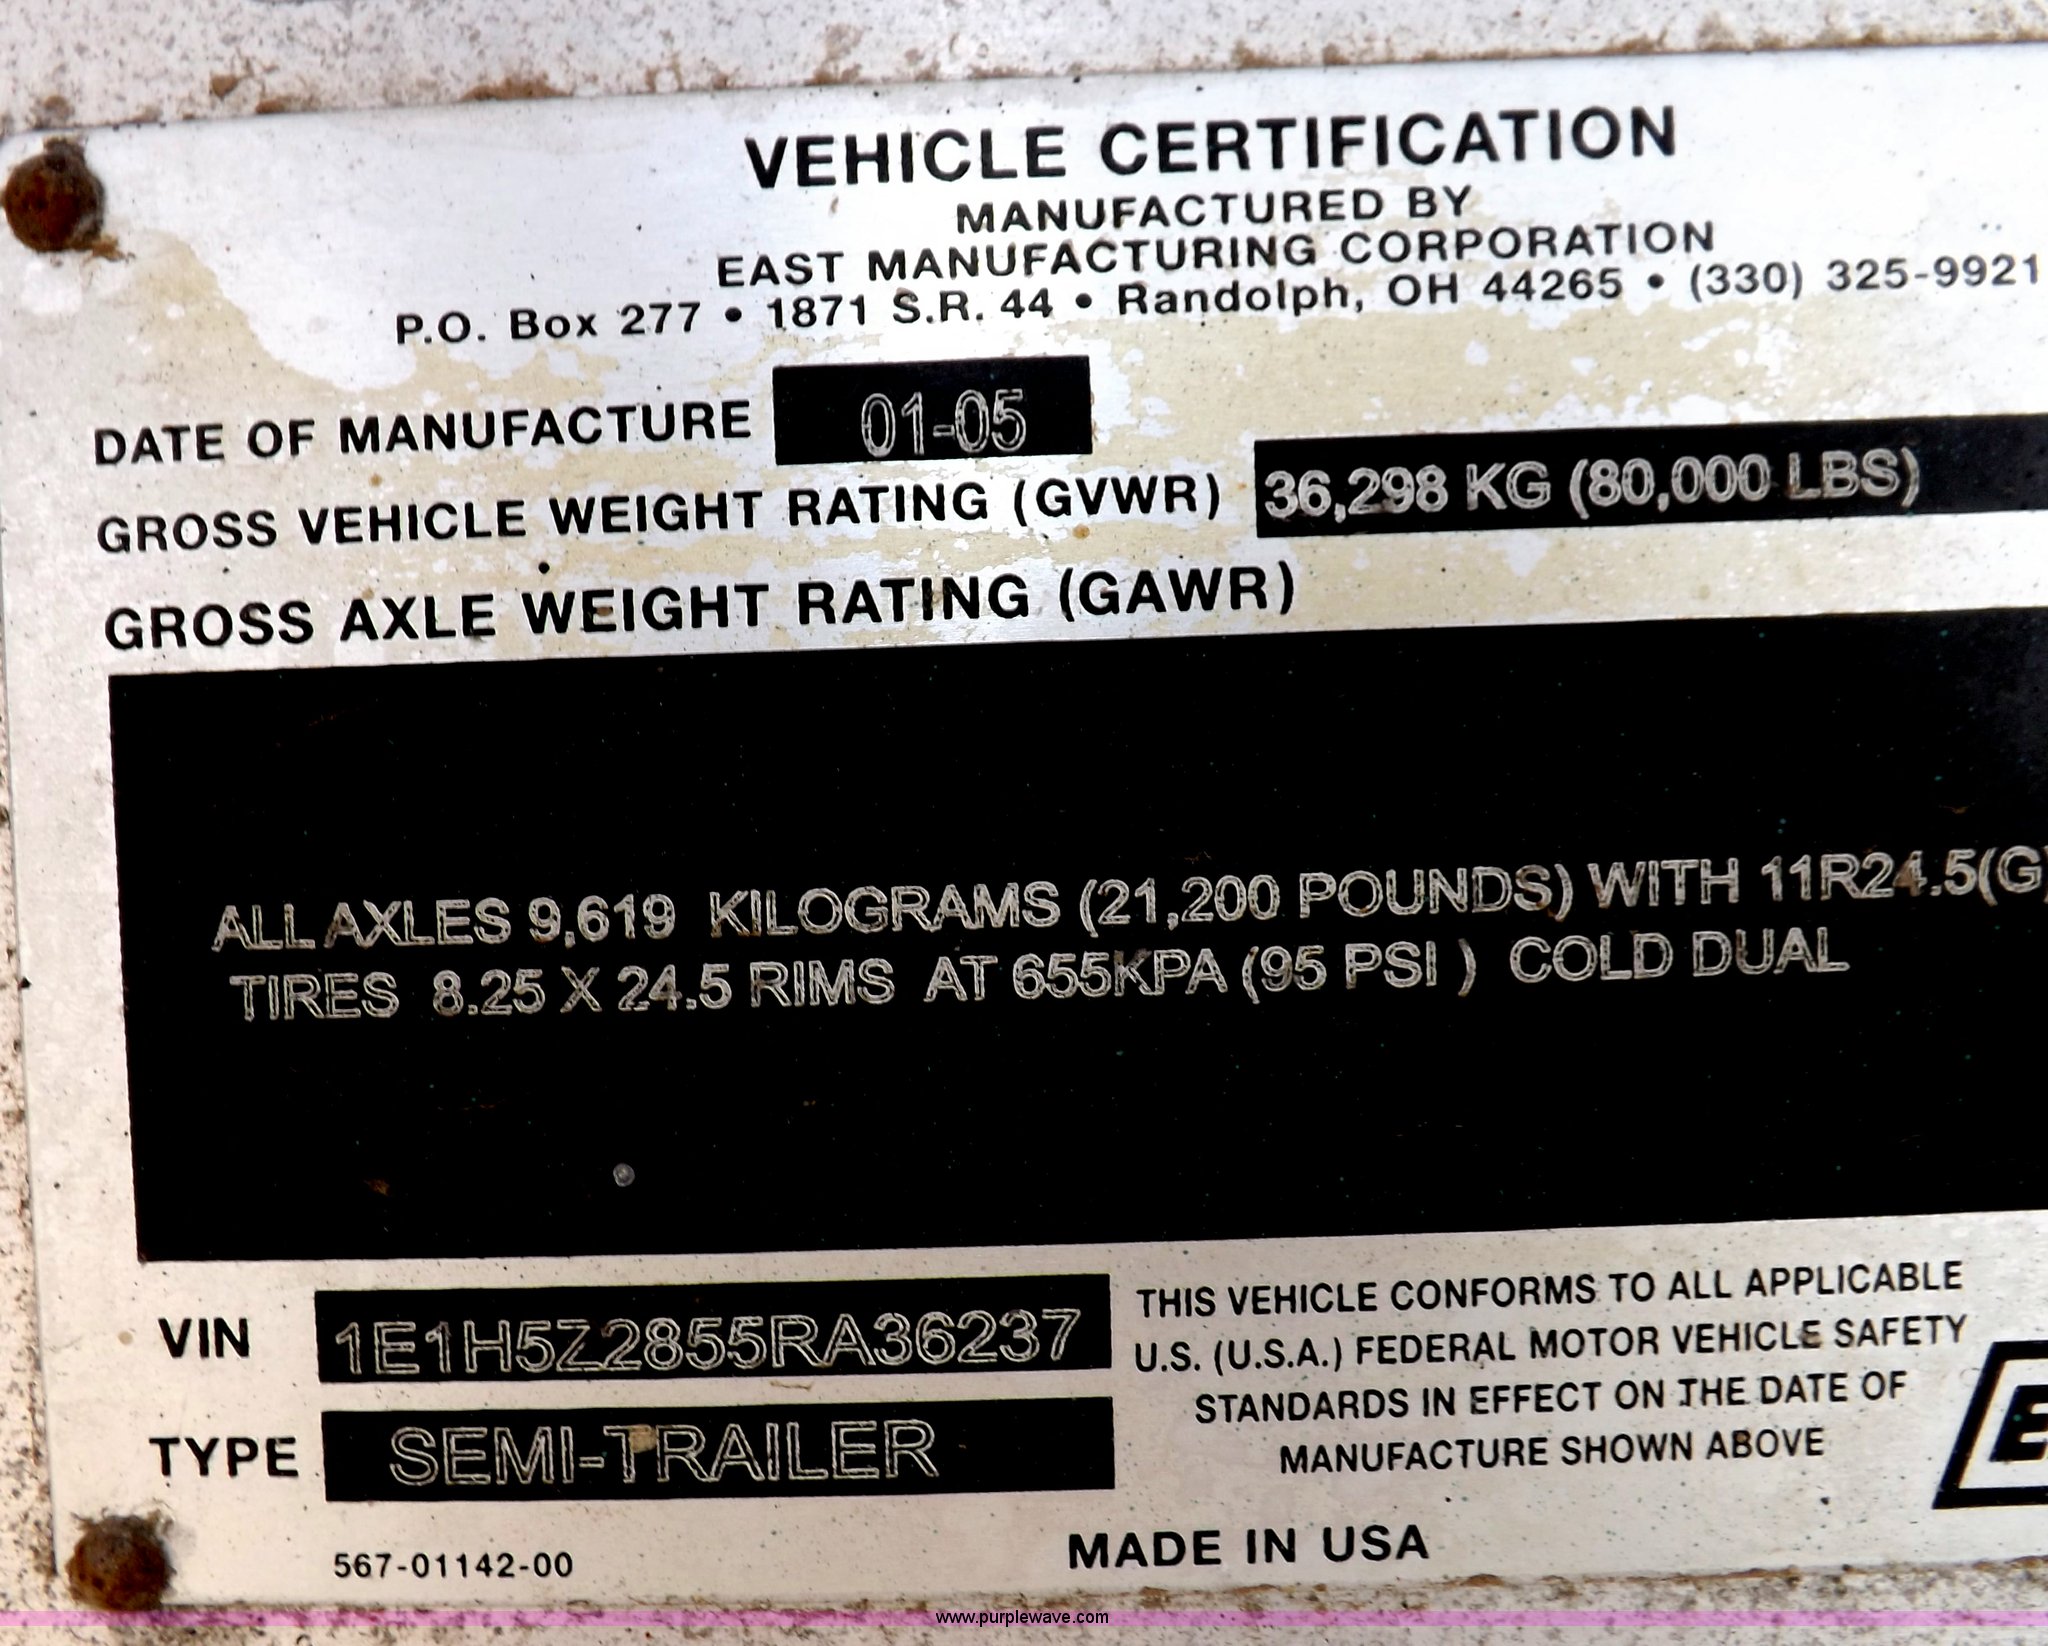 VEHICLE CERTIFICATION
MANUFACTURED BY
EAST MANUFACTURING CORPORATION
P.O. Box 277 • 1871 S.R. 44 • Randolph, OH 44265 • (330) 325-9921
DATE OF MANUFACTURE 01-05
GROSS VEHICLE WEIGHT RATING (GVWR) 36,298 KG (80,000 LBS)
GROSS AXLE WEIGHT RATING (GAWR)
ALL AXLES 9,619 KILOGRAMS (21,200 POUNDS) WITH 11R24.5(G)
TIRES 8.25 X 24.5 RIMS AT 655KPA (95 PSI ) COLD DUAL
VIN 1E1H5Z2855RA36237
TYPE SEMI-TRAILER
THIS VEHICLE CONFORMS TO ALL APPLICABLE
U.S. (U.S.A.) FEDERAL MOTOR VEHICLE SAFETY
STANDARDS IN EFFECT ON THE DATE OF
MANUFACTURE SHOWN ABOVE
567-01142-00
MADE IN USA
www.purplewave.com